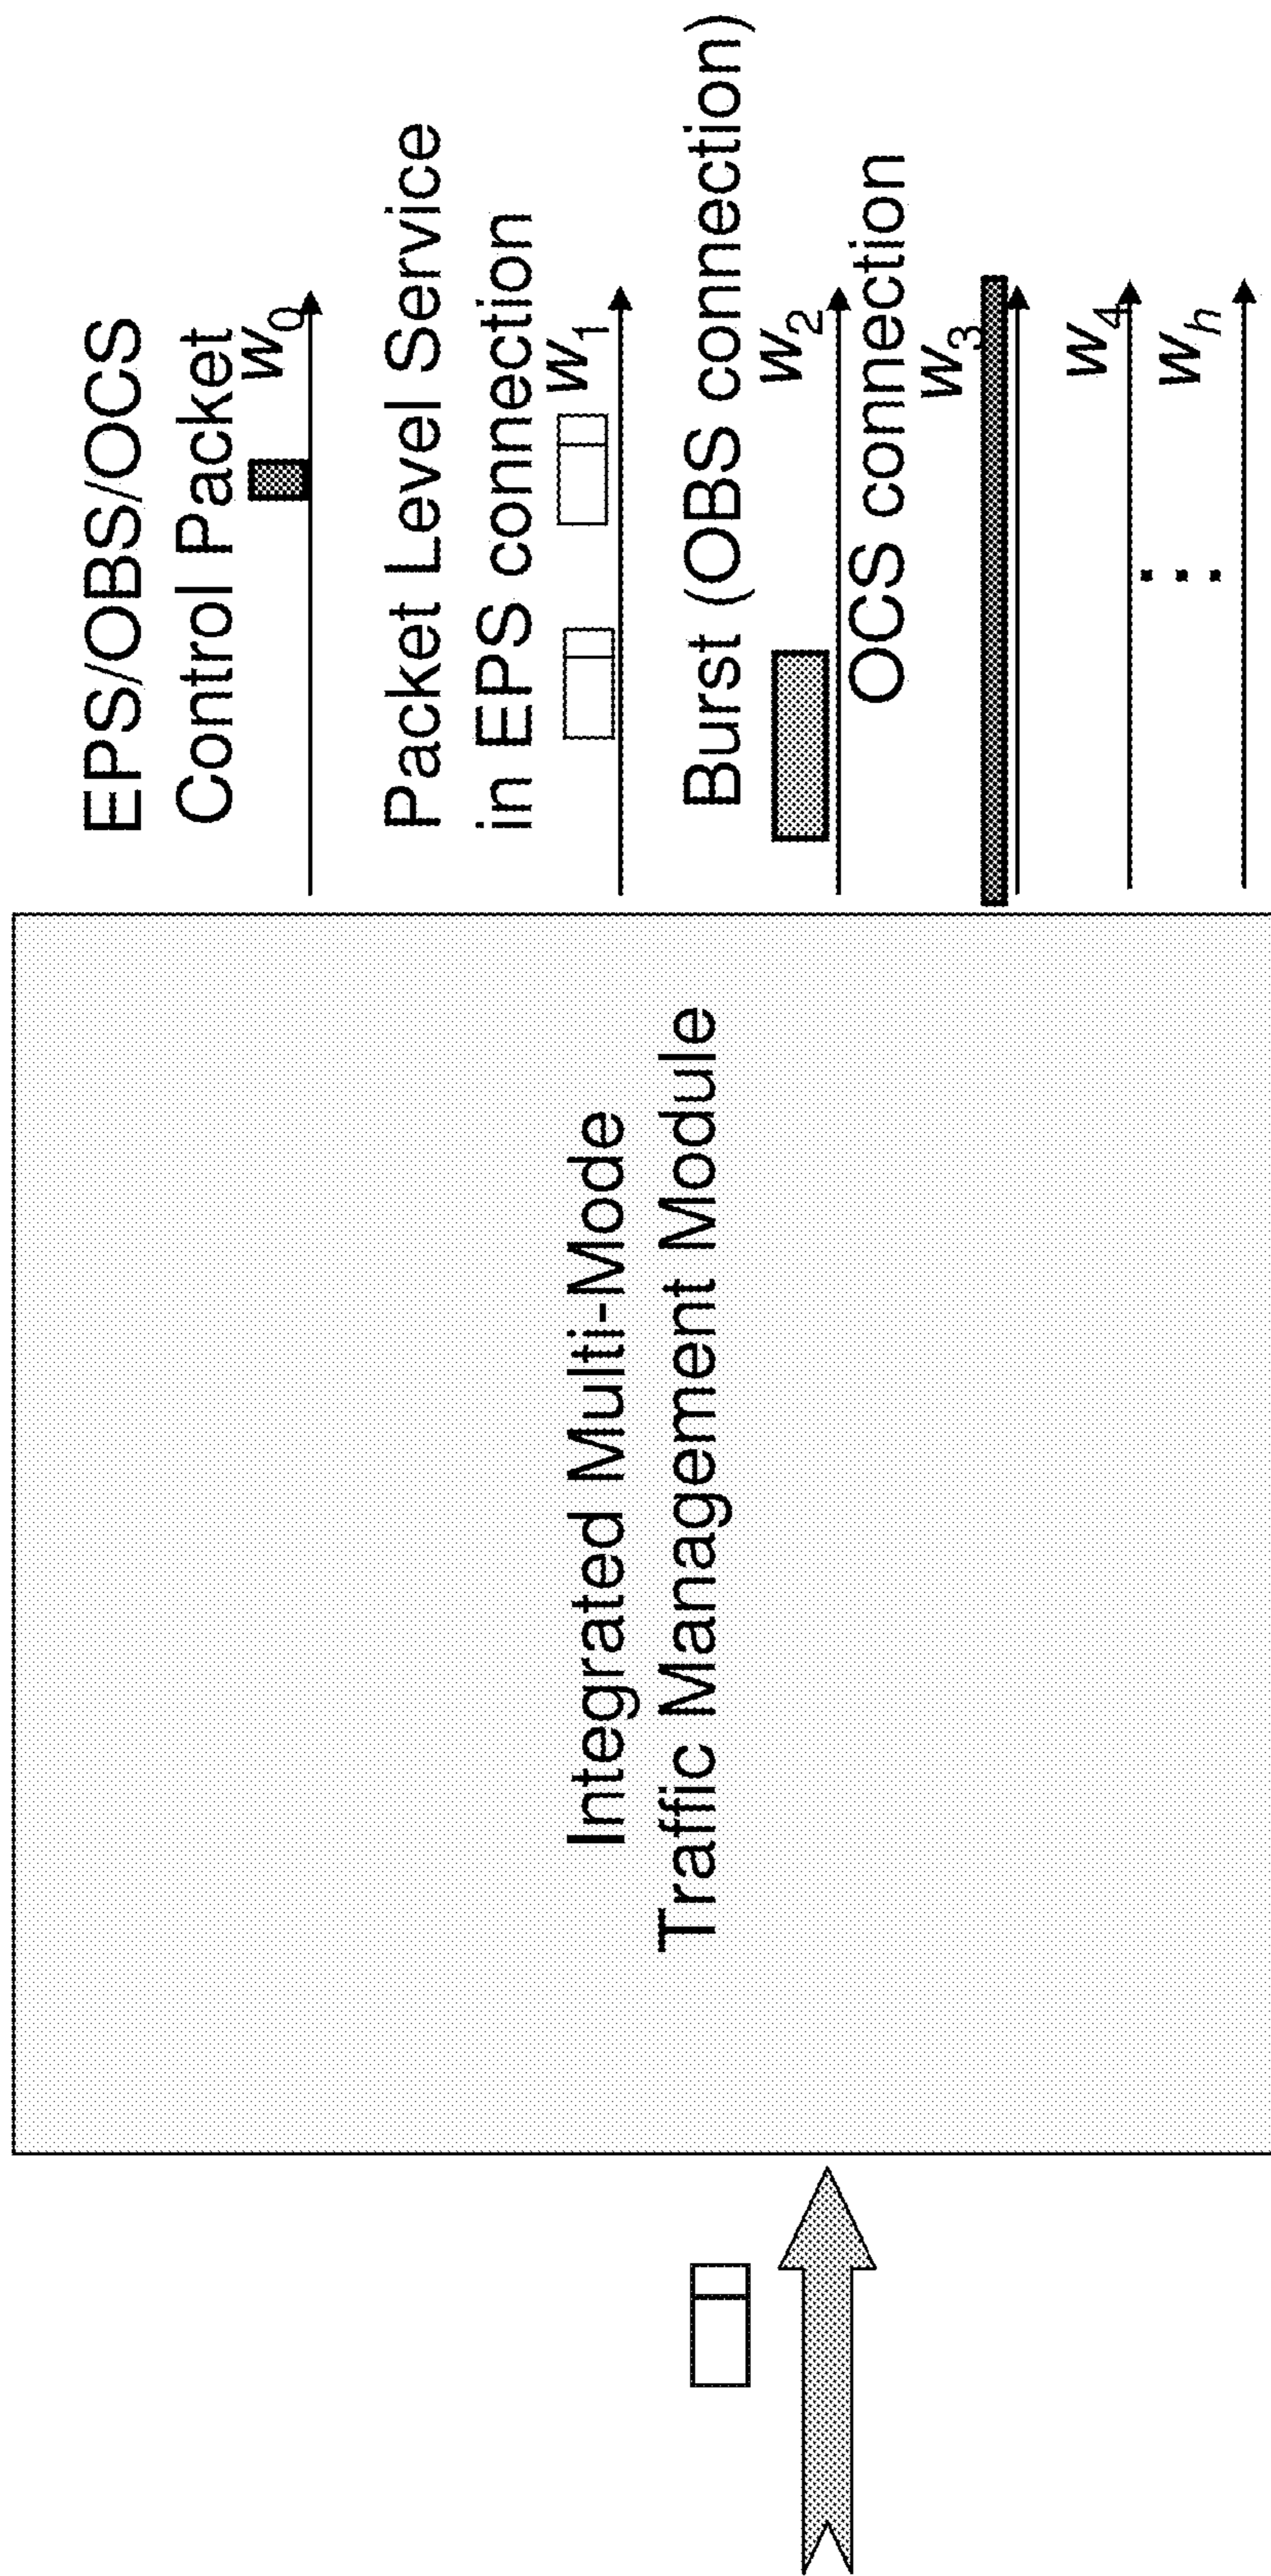 Integrated Multi-Mode
Traffic Management Module
EPS/OBS/OCS
Control Packet
w0
Packet Level Service
in EPS connection
w1
Burst (OBS connection)
w2
OCS connection
w3
w4
wh